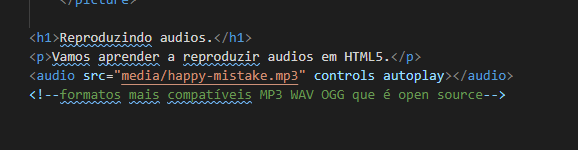 </picture>
<h1>Reproduzindo audios.</h1>
<p>Vamos aprender a reproduzir audios em HTML5.</p>
<audio src="media/happy-mistake.mp3" controls autoplay></audio>
<!--formatos mais compatíveis MP3 WAV OGG que é open source-->